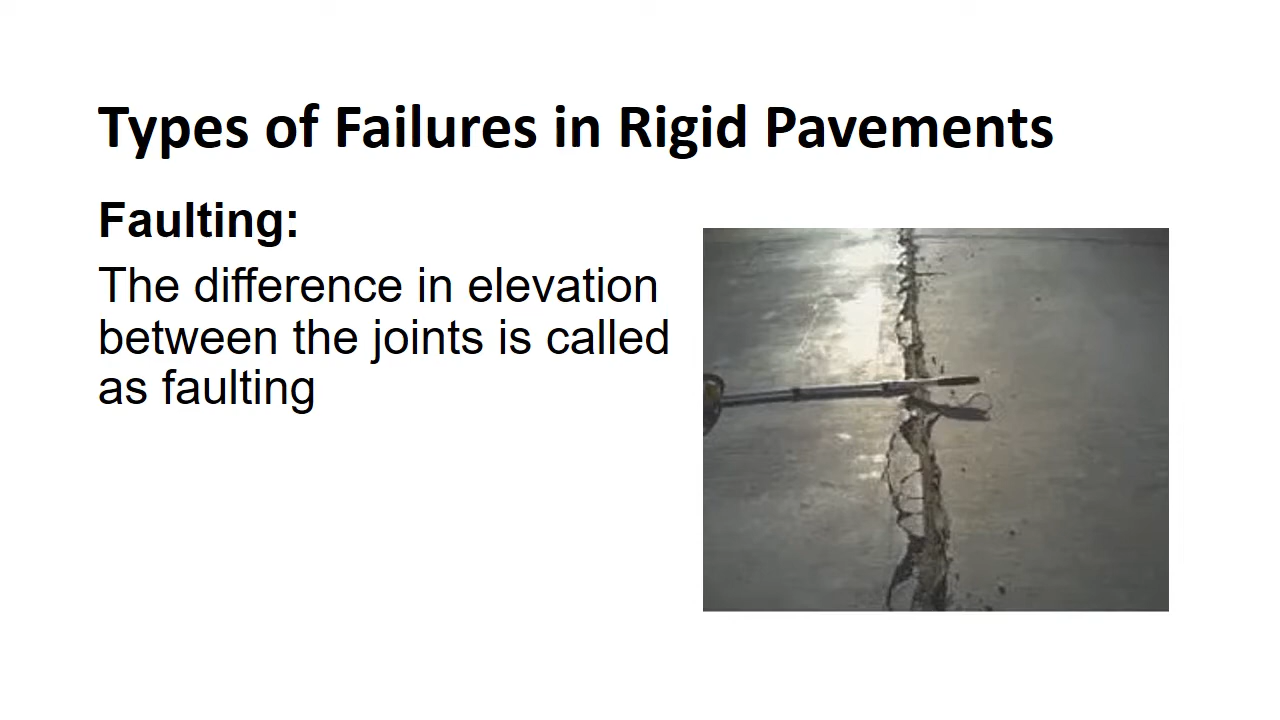 Types of Failures in Rigid Pavements
Faulting:
The difference in elevation
between the joints is called
as faulting